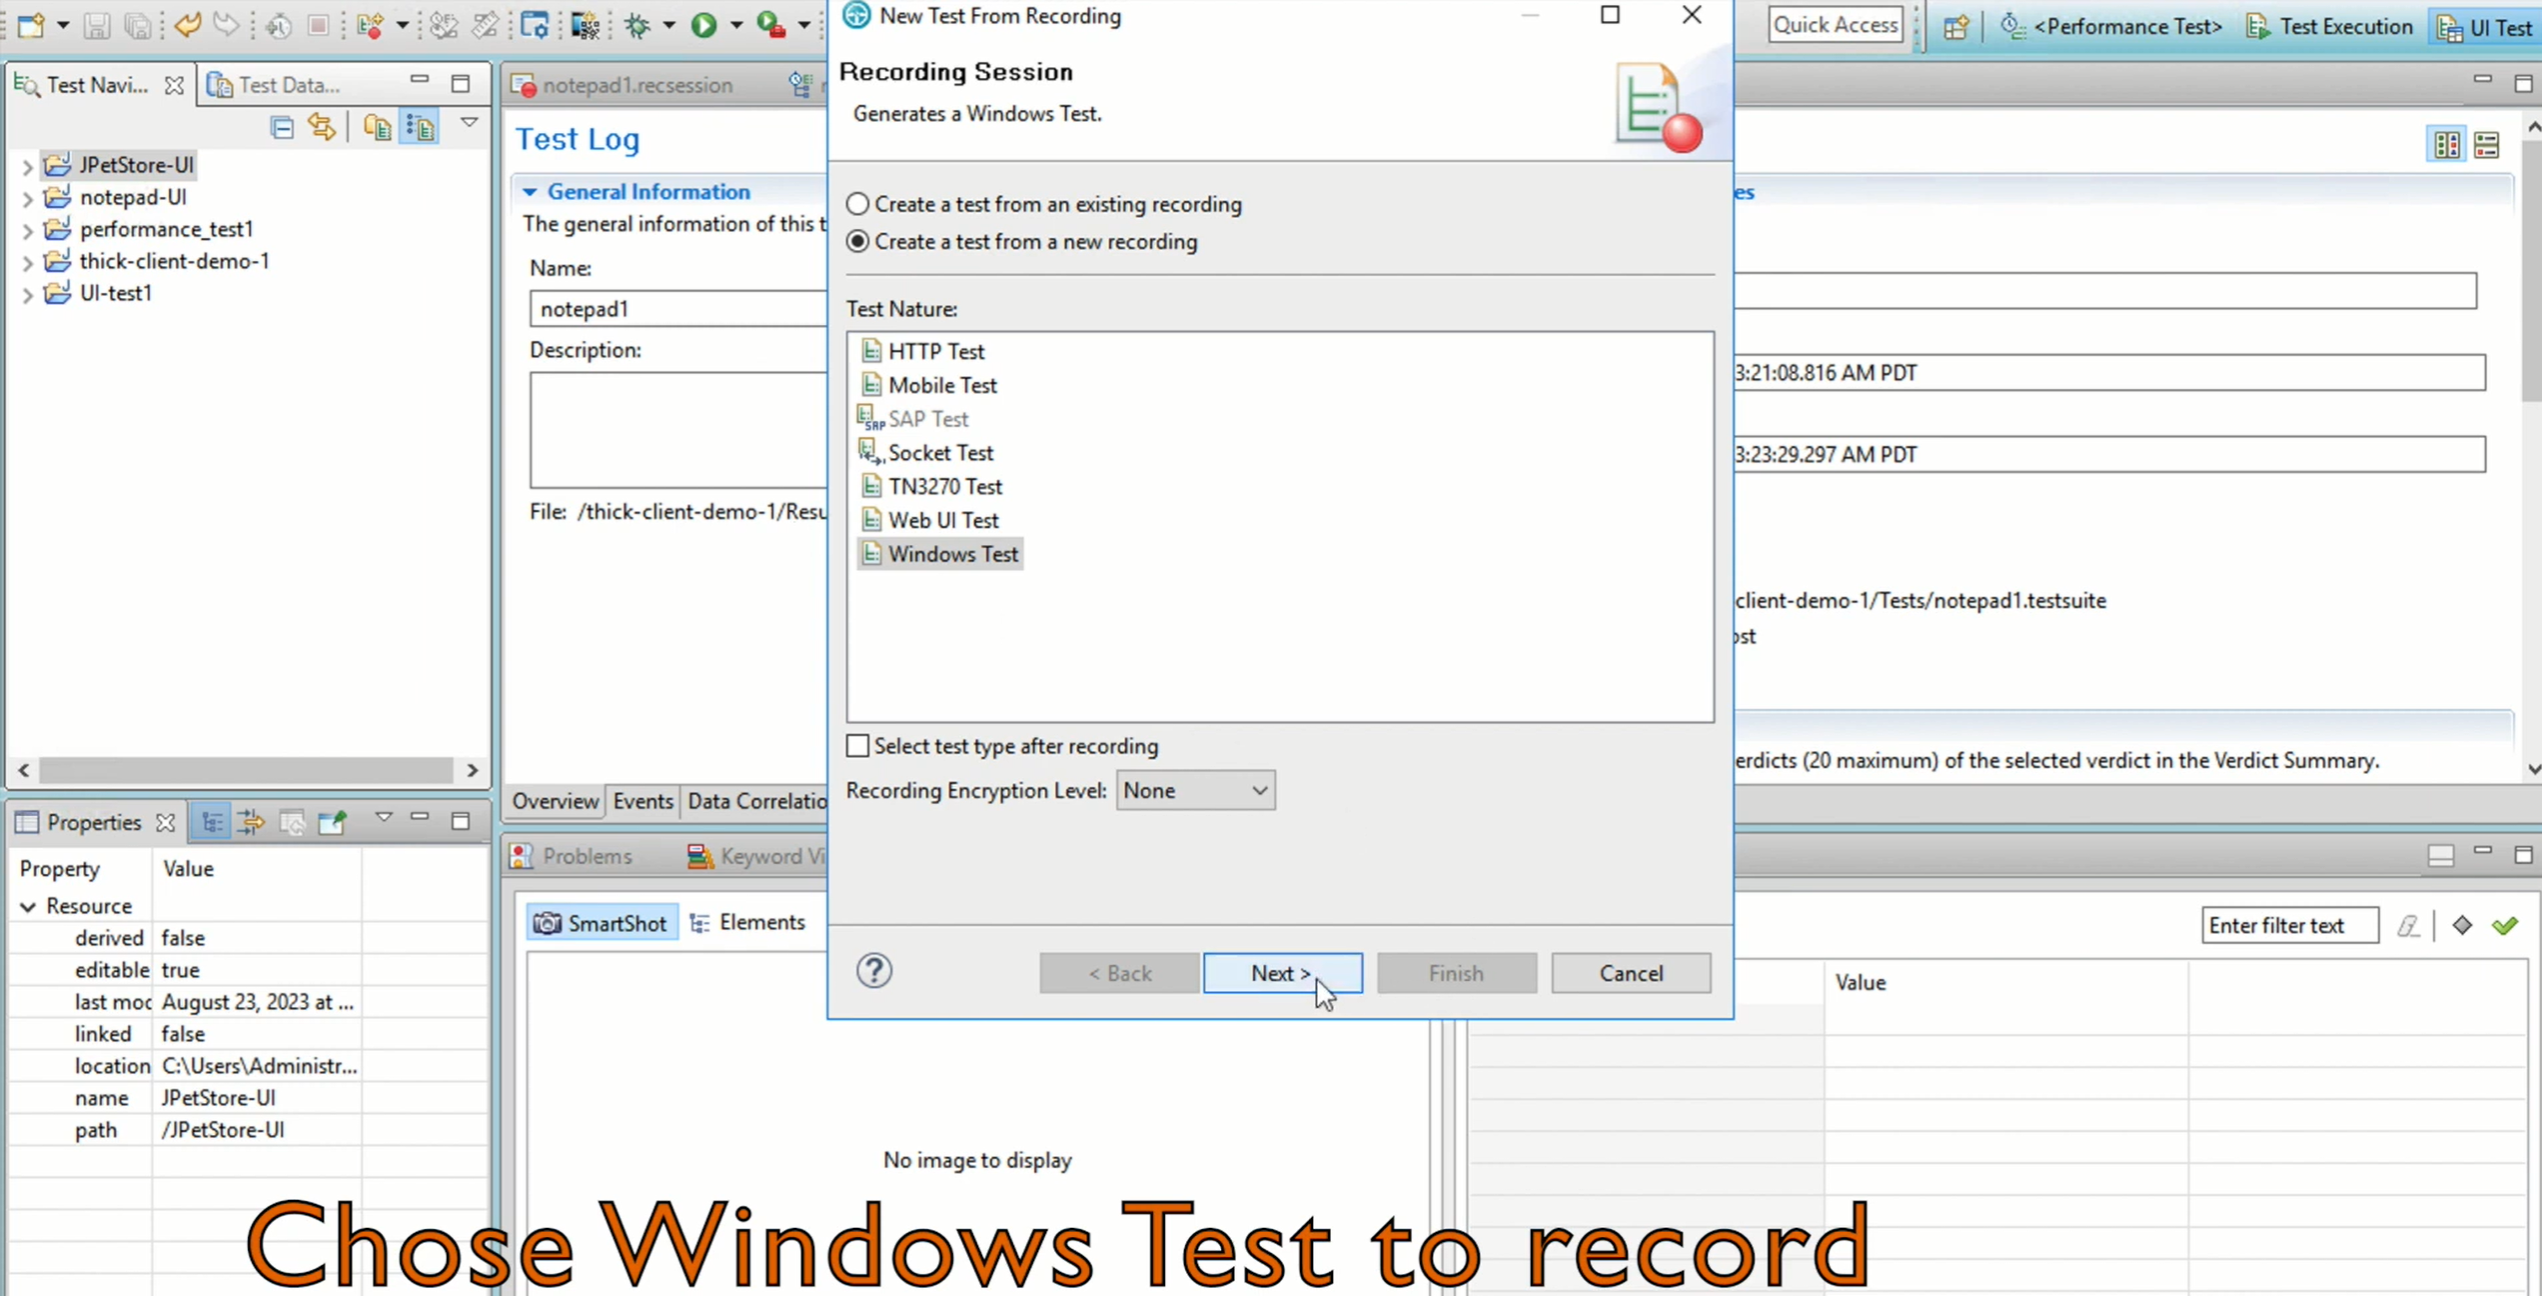 New Test From Recording
Quick Access
<Performance Test>
Test Execution
UI Test
Test Navi...
Test Data...
JPetStore-UI
notepad-UI
performance_test1
thick-client-demo-1
UI-test1
notepad1.recsession
Test Log
General Information
The general information of this t
Name:
notepad1
Description:
File: /thick-client-demo-1/Resu
Overview
Events
Data Correlatio
Recording Session
Generates a Windows Test.
Create a test from an existing recording
Create a test from a new recording
Test Nature:
HTTP Test
Mobile Test
SAP Test
Socket Test
TN3270 Test
Web UI Test
Windows Test
Select test type after recording
Recording Encryption Level: None
< Back
Next >
Finish
Cancel
es
3:21:08.816 AM PDT
3:23:29.297 AM PDT
client-demo-1/Tests/notepad1.testsuite
ost
erdicts (20 maximum) of the selected verdict in the Verdict Summary.
Properties
Property Value
Resource
derived false
editable true
last moc August 23, 2023 at ...
linked false
location C:\Users\Administr...
name JPetStore-UI
path /JPetStore-UI
Problems
Keyword Vi
SmartShot
Elements
No image to display
Enter filter text
Value
Chose Windows Test to record